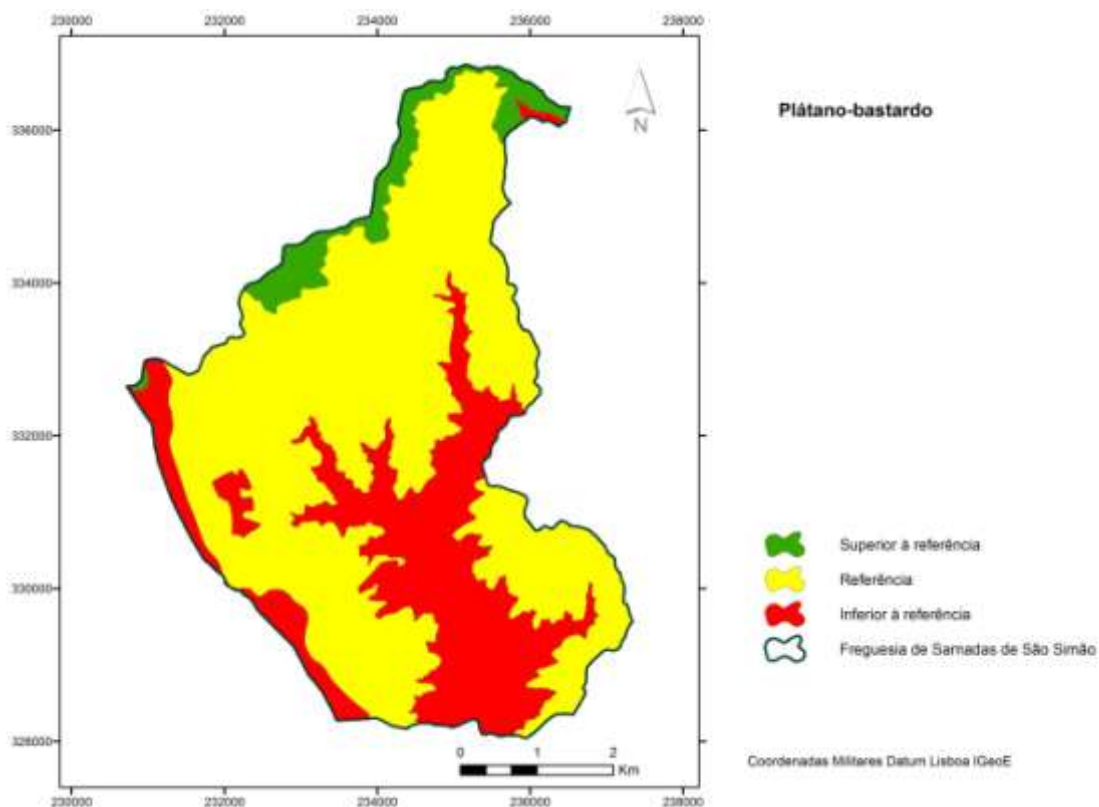 230000 232000 234000 236000 238000
336000
334000
332000
330000
328000
N
Plátano-bastardo
Superior à referência
Referência
Inferior à referência
Freguesia de Sarnadas de São Simão
0 1 2
Km
Coordenadas Militares Datum Lisboa IGeoE
230000 232000 234000 236000 238000